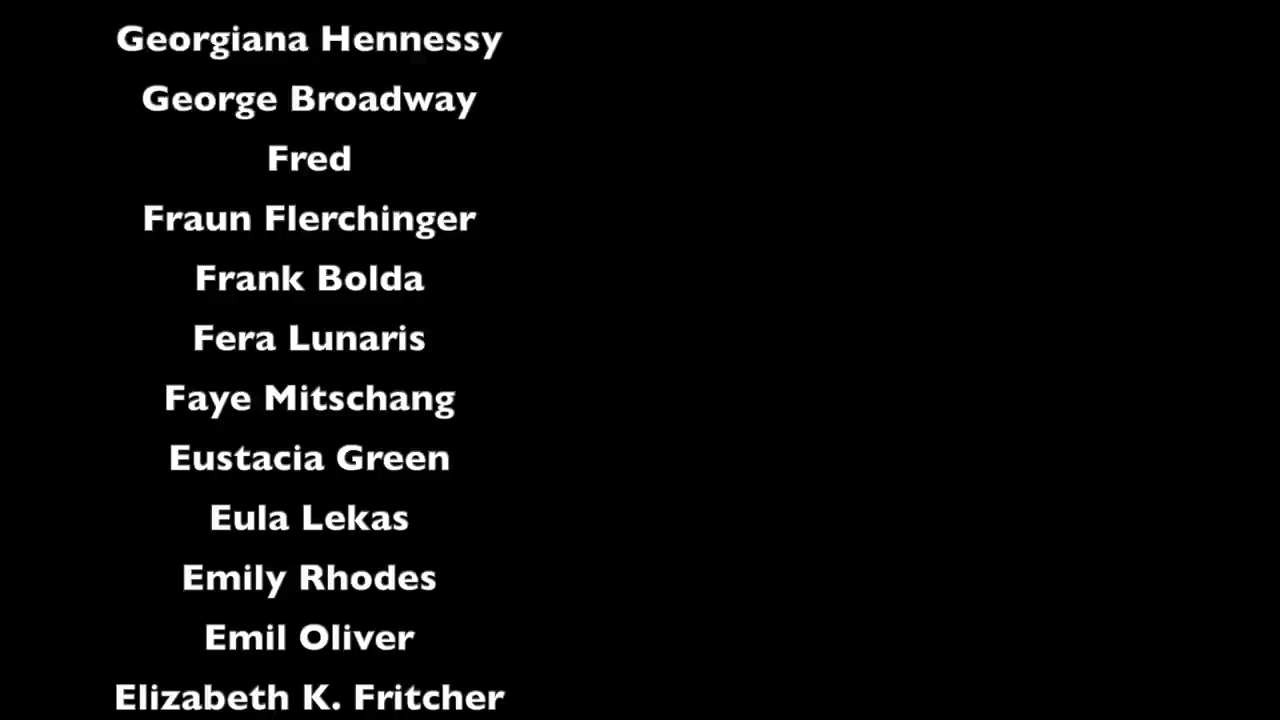 Georgiana Hennessy
George Broadway
Fred
Fraun Flerchinger
Frank Bolda
Fera Lunaris
Faye Mitschang
Eustacia Green
Eula Lekas
Emily Rhodes
Emil Oliver
Elizabeth K. Fritcher